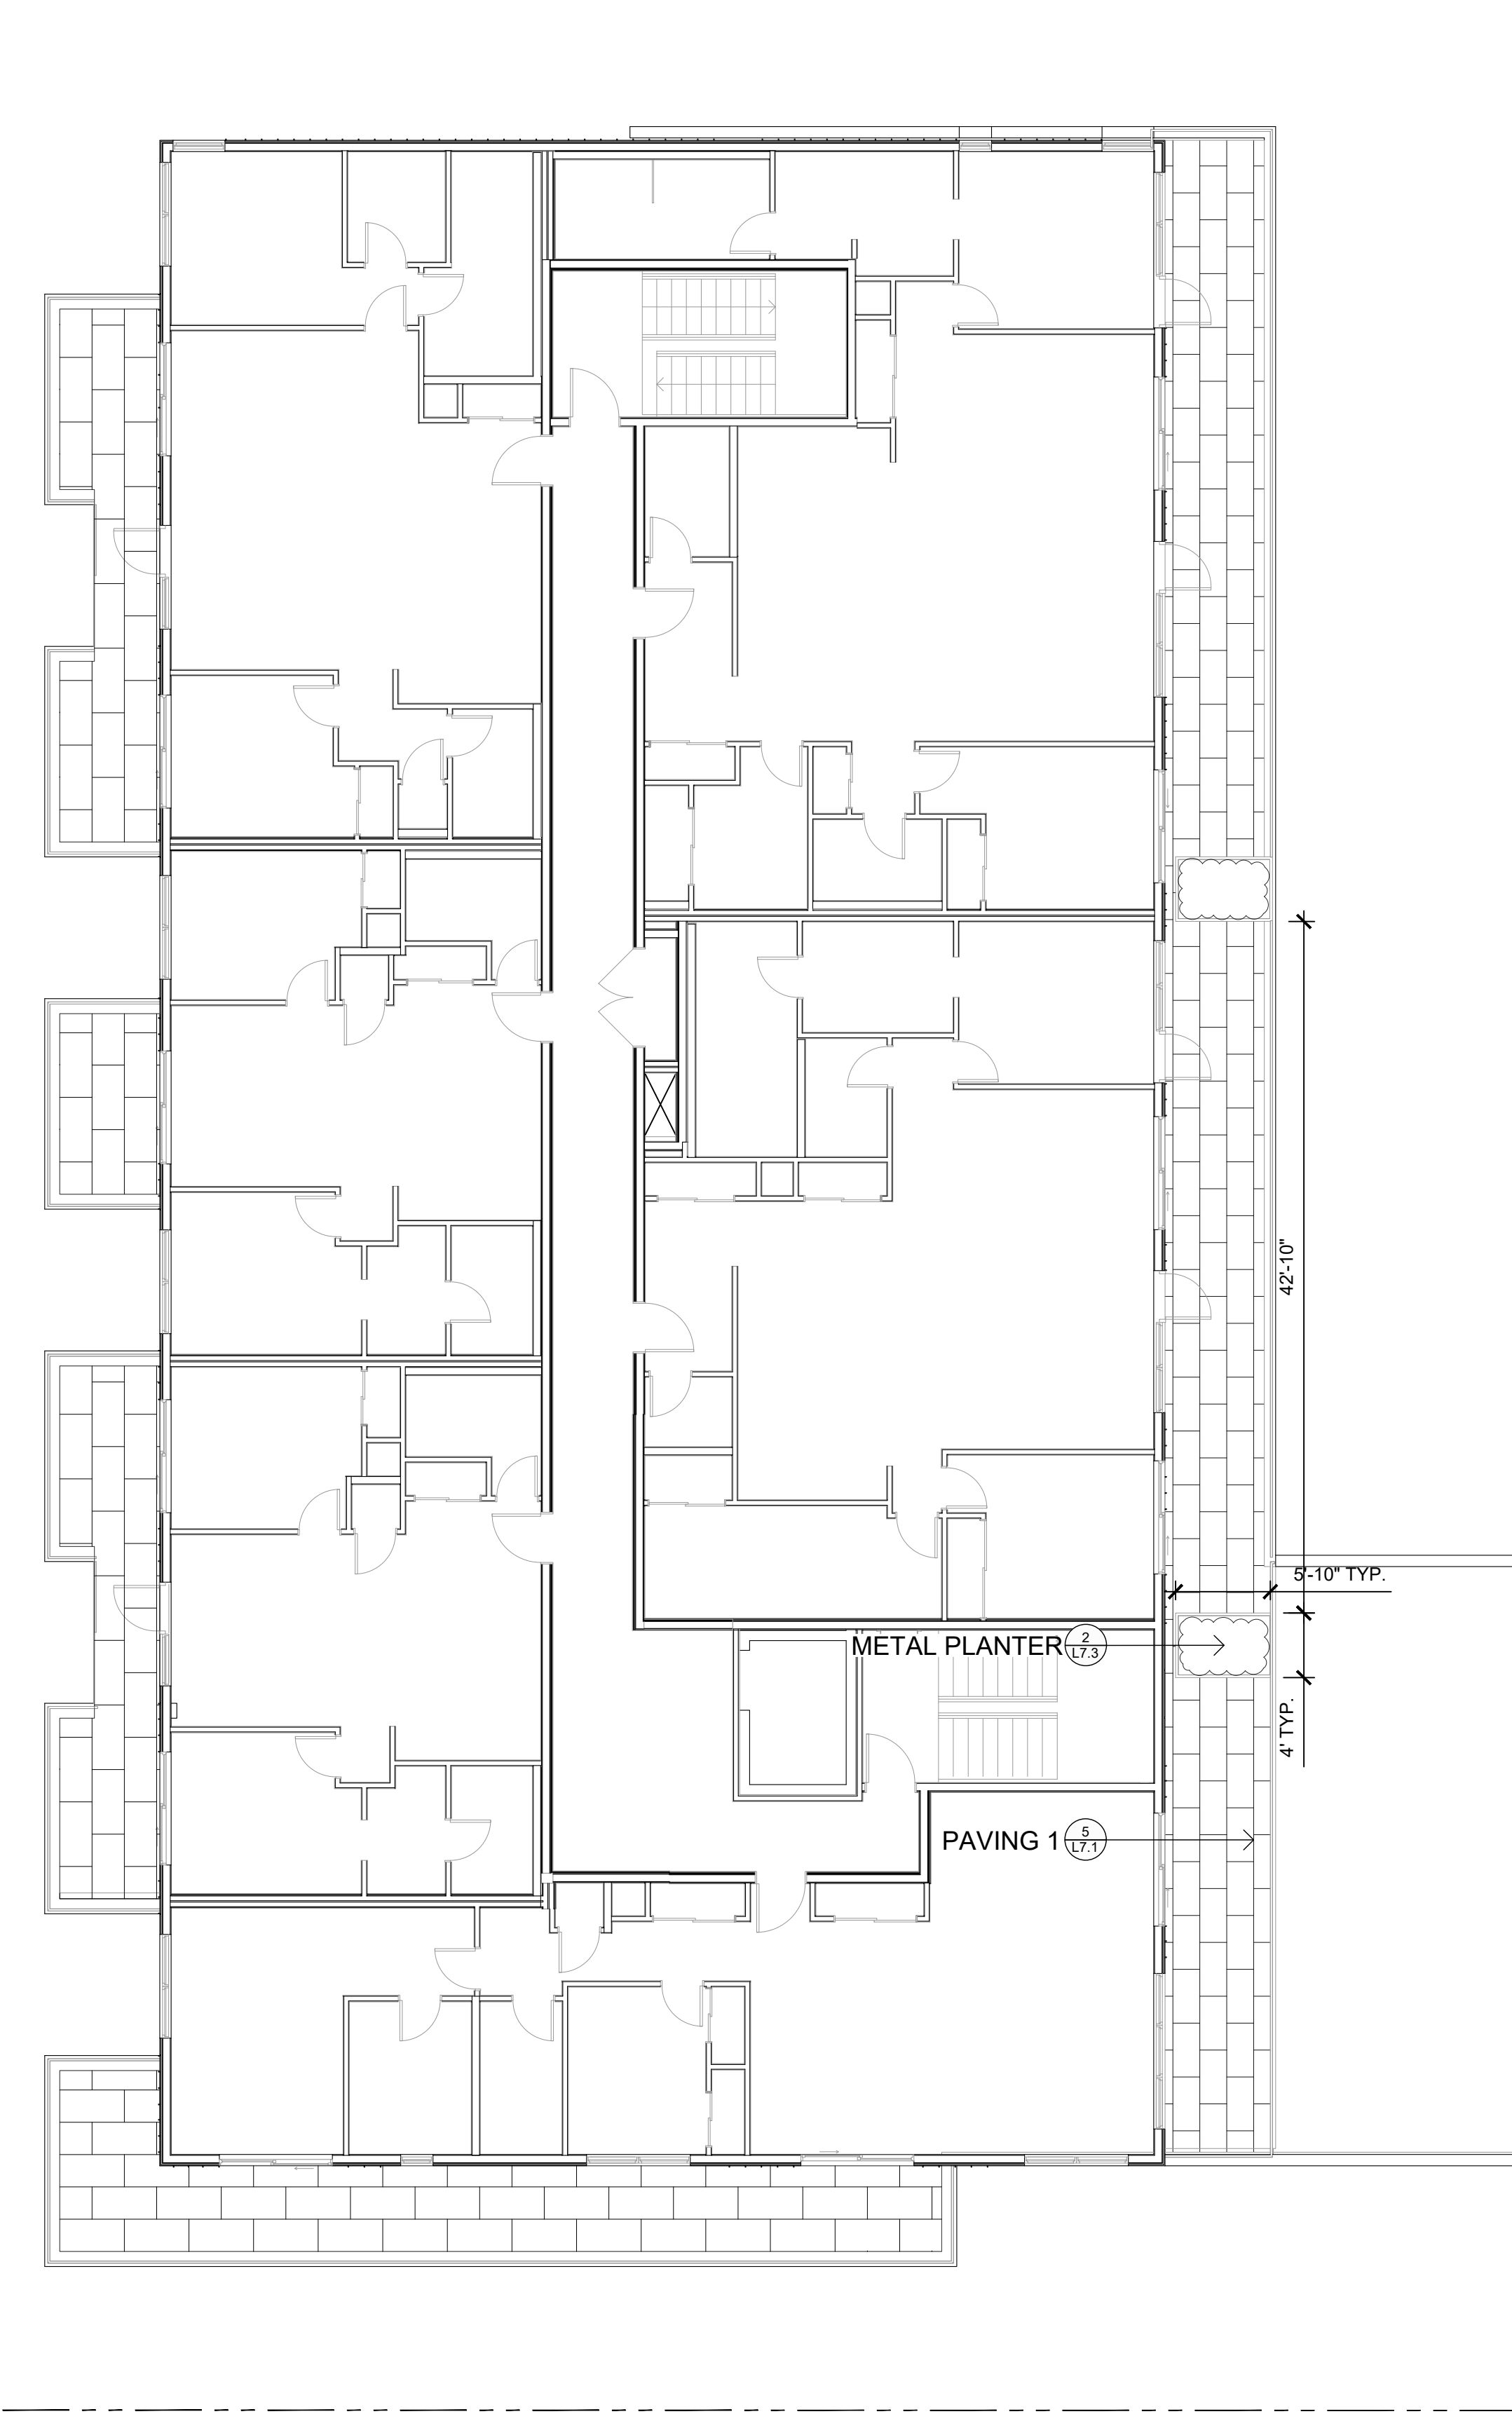 42'-10"
5'-10" TYP.
METAL PLANTER
2
L7.3
4' TYP.
PAVING 1
5
L7.1